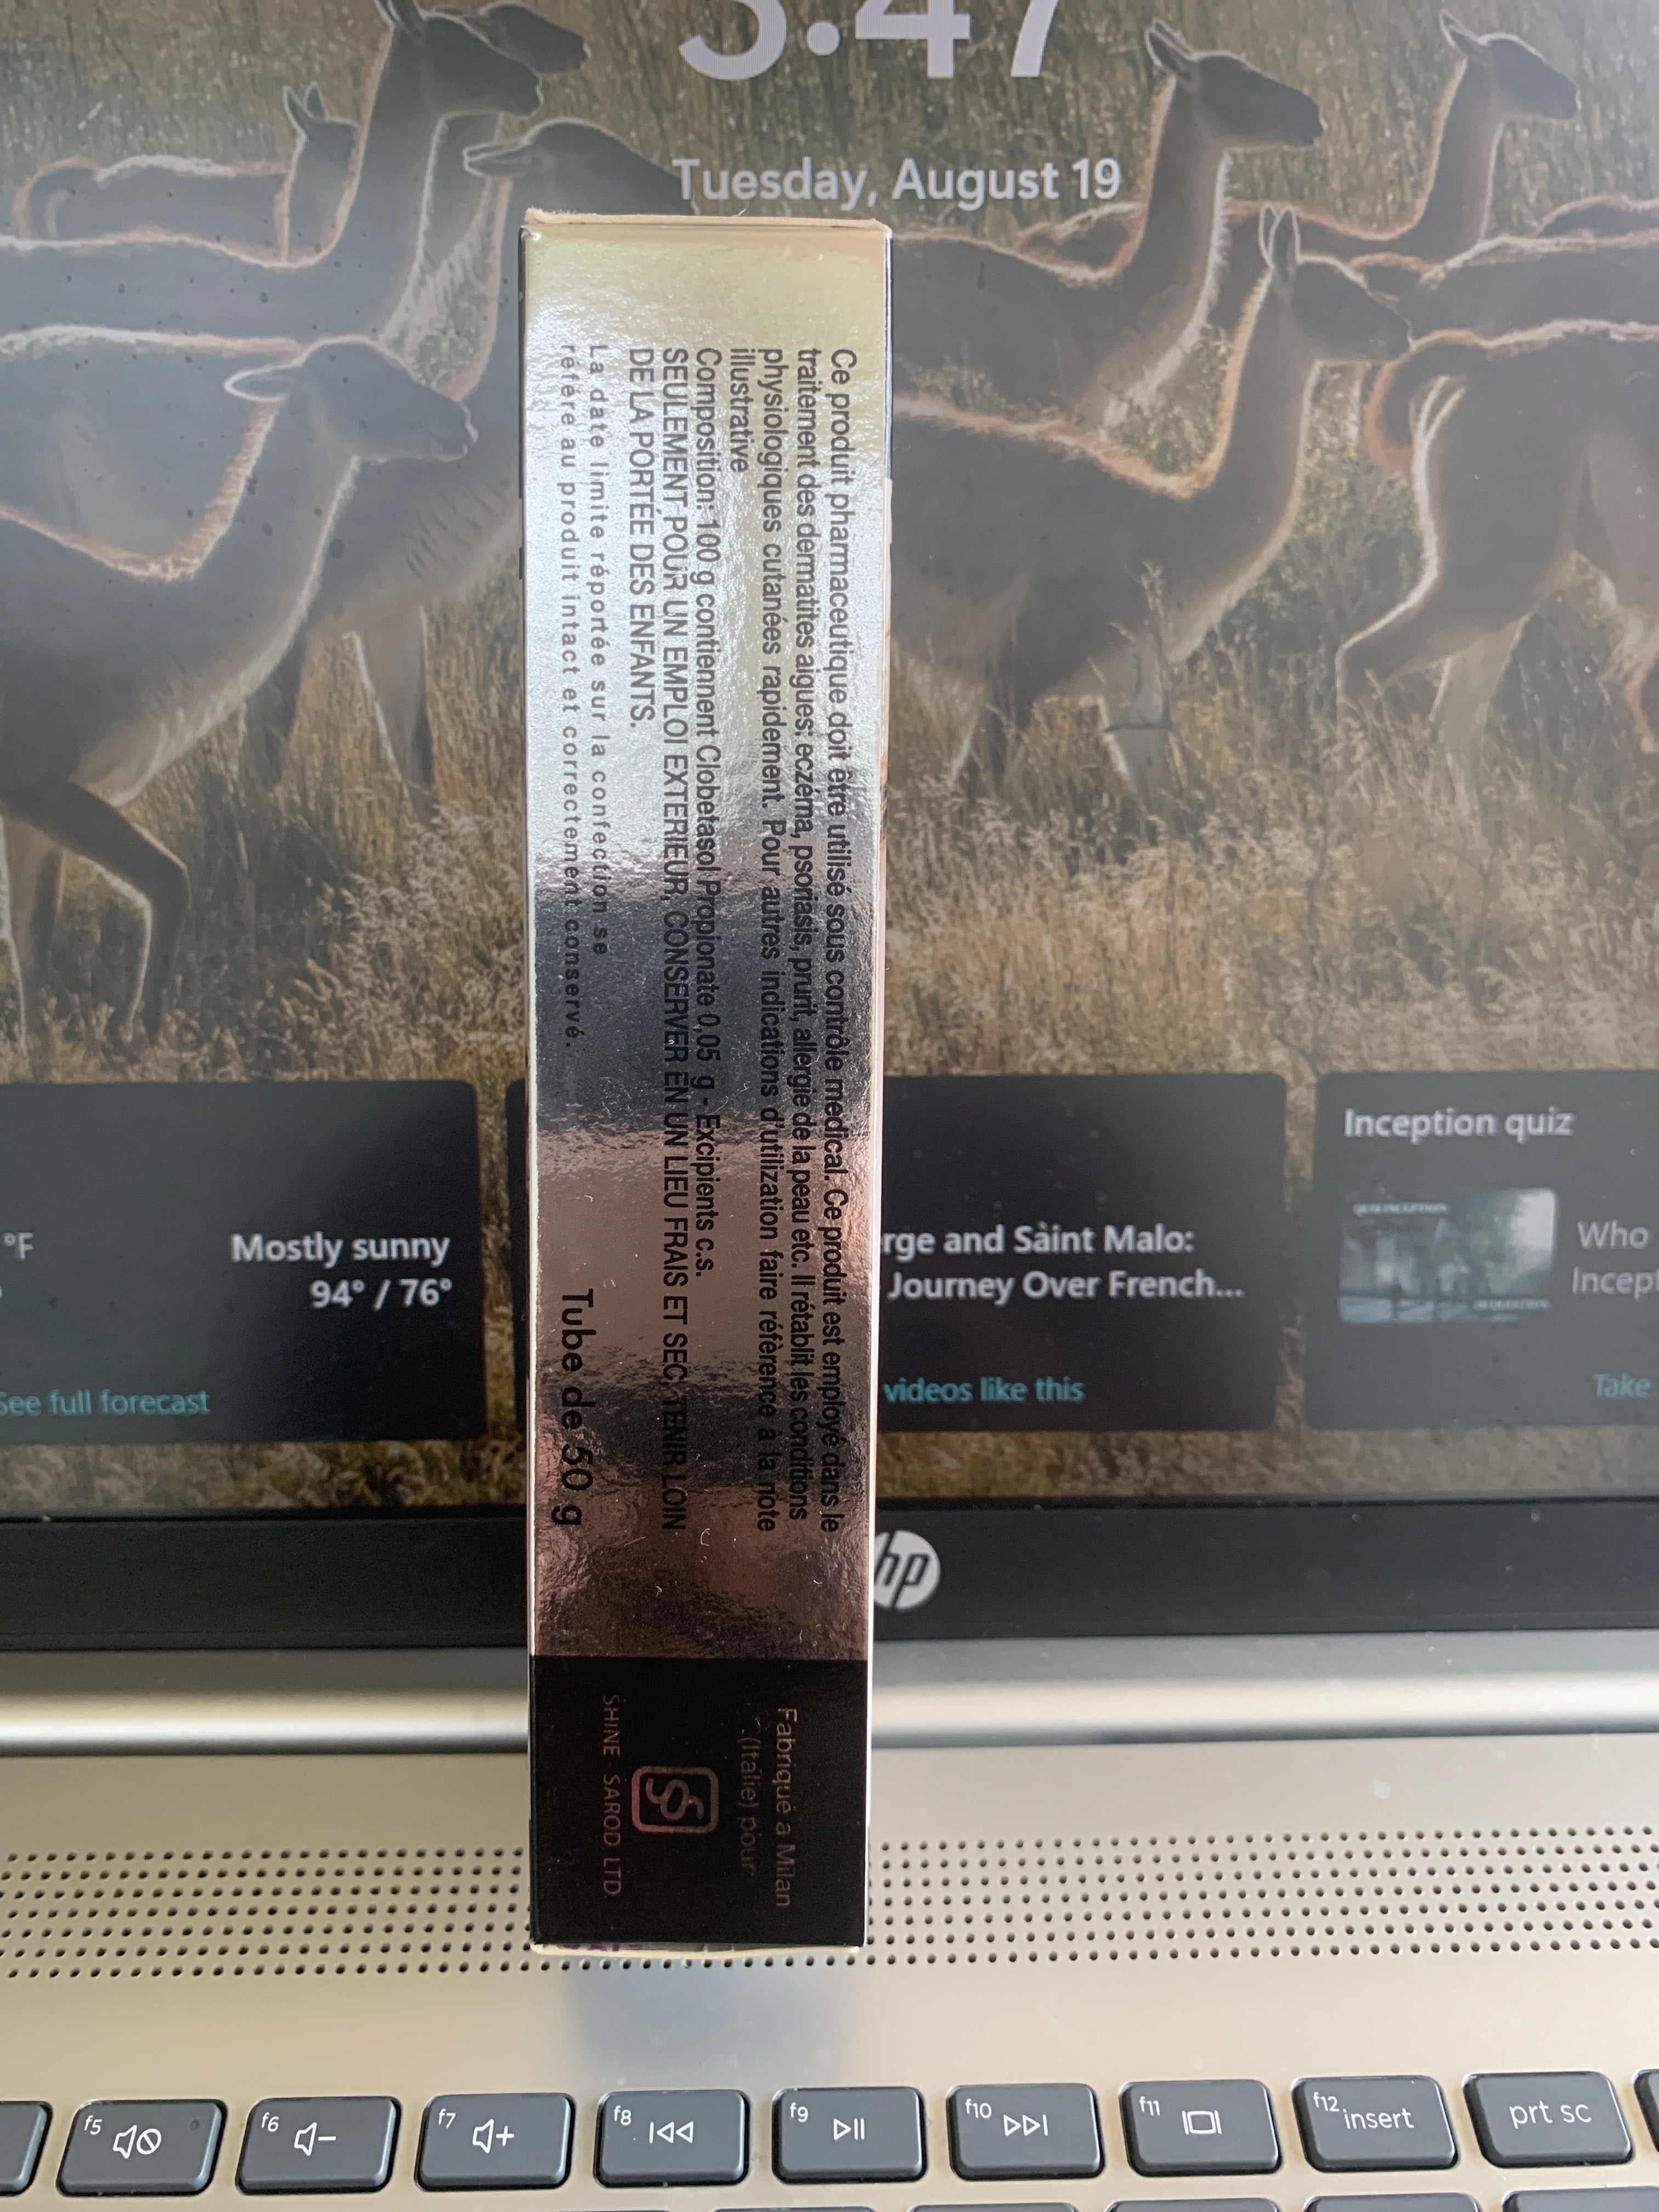 Tuesday, August 19
Ce produit pharmaceutique doit être utilisé sous contrôle medical. Ce produit est employé dans le
traitement des dermatites aigues: eczéma, psoriasis, prurit, allergie de la peau etc. Il rétablit les conditions
physiologiques cutanées rapidement. Pour autres indications d'utilization faire référence à la note
illustrative
Composition: 100 g contiennent Clobetasol Propionate 0,05 g - Excipients c.s.
SEULEMENT POUR UN EMPLOI EXTERIEUR, CONSERVER EN UN LIEU FRAIS ET SEC, TENIR LOIN
DE LA PORTÉE DES ENFANTS.
La date limite réportée sur la confection se
réfère au produit intact et correctement conservé.
Tube de 50 g
Fabriqué a Milan
(Italie) pour
SHINE SAROD LTD.
°F
Mostly sunny
94° / 76°
See full forecast
rge and Saint Malo:
Journey Over French...
videos like this
Inception quiz
Who
Incept
Take
hp
f5
f6
f7
f8
f9
f10
f11
f12 insert
prt sc